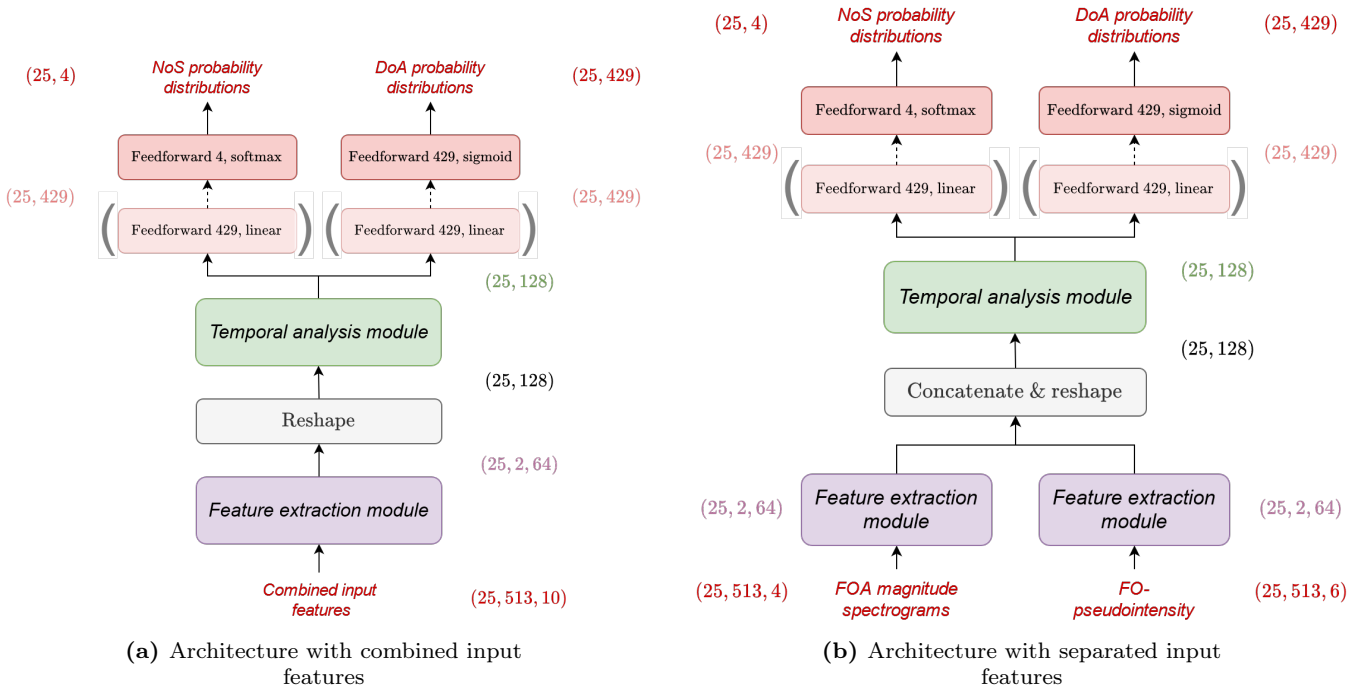 (25, 4)
NoS probability
distributions
DoA probability
distributions
(25, 429)
Feedforward 4, softmax
Feedforward 429, sigmoid
(25, 429)
(
Feedforward 429, linear
)
(
Feedforward 429, linear
)
(25, 429)
(25, 128)
Temporal analysis module
(25, 128)
Reshape
(25, 2, 64)
Feature extraction module
Combined input
features
(25, 513, 10)
(a) Architecture with combined input
features
(25, 4)
NoS probability
distributions
DoA probability
distributions
(25, 429)
Feedforward 4, softmax
Feedforward 429, sigmoid
(25, 429)
(
Feedforward 429, linear
)
(
Feedforward 429, linear
)
(25, 429)
(25, 128)
Temporal analysis module
(25, 128)
Concatenate & reshape
(25, 2, 64)
Feature extraction
module
Feature extraction
module
(25, 2, 64)
(25, 513, 4)
FOA magnitude
spectrograms
FO-
pseudointensity
(25, 513, 6)
(b) Architecture with separated input
features